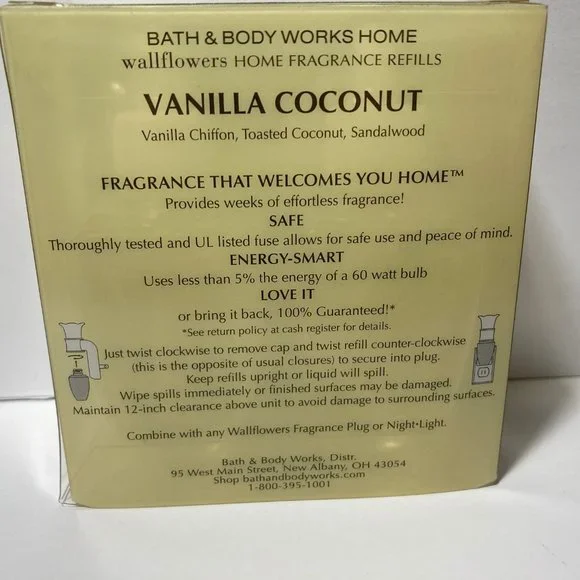 BATH & BODY WORKS HOME
wallflowers HOME FRAGRANCE REFILLS
VANILLA COCONUT
Vanilla Chiffon, Toasted Coconut, Sandalwood
FRAGRANCE THAT WELCOMES YOU HOME™
Provides weeks of effortless fragrance!
SAFE
Thoroughly tested and UL listed fuse allows for safe use and peace of mind.
ENERGY-SMART
Uses less than 5% the energy of a 60 watt bulb
LOVE IT
or bring it back, 100% Guaranteed!*
*See return policy at cash register for details.
Just twist clockwise to remove cap and twist refill counter-clockwise
(this is the opposite of usual closures) to secure into plug.
Keep refills upright or liquid will spill.
Wipe spills immediately or finished surfaces may be damaged.
Maintain 12-inch clearance above unit to avoid damage to surrounding surfaces.
Combine with any Wallflowers Fragrance Plug or Night•Light.
Bath & Body Works, Distr.
95 West Main Street, New Albany, OH 43054
Shop bathandbodyworks.com
1-800-395-1001